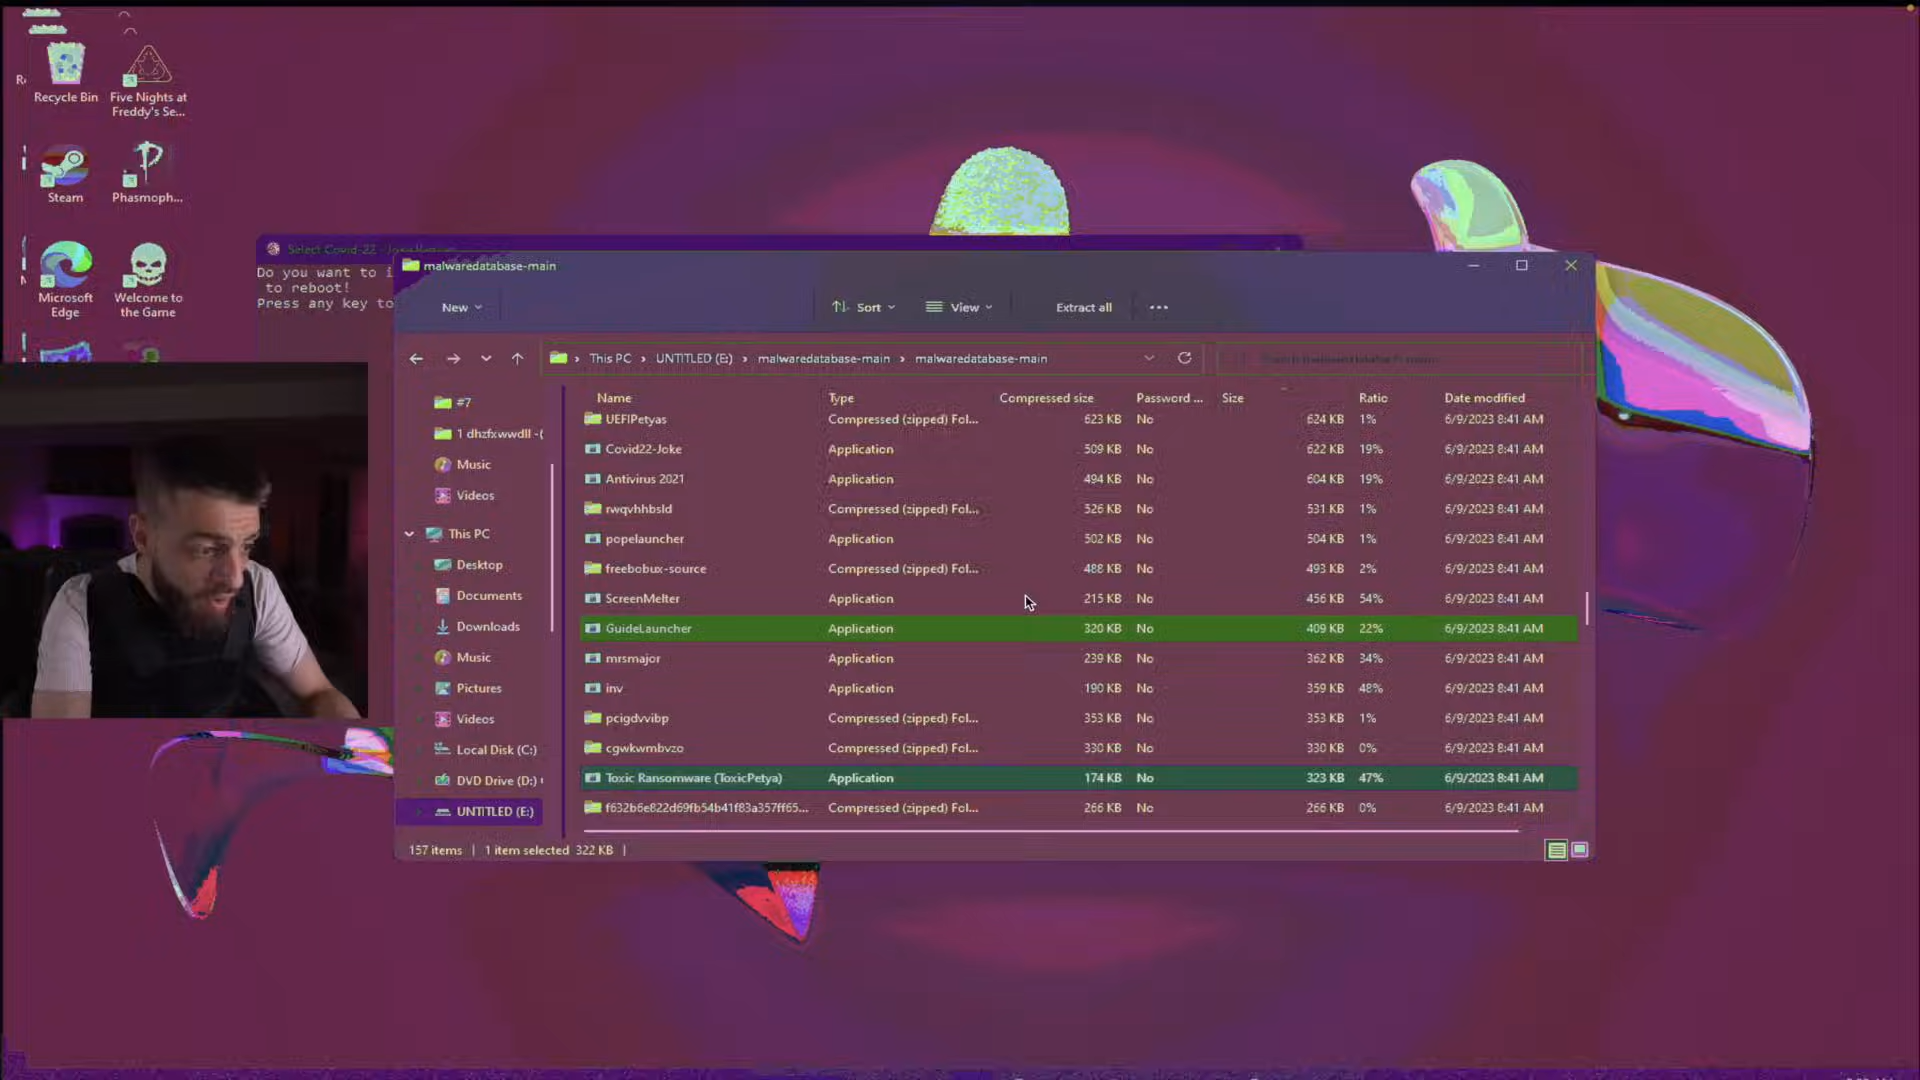 Recycle Bin
Five Nights at
Freddy's Se...
Steam
Phasmoph...
Microsoft
Edge
Welcome to
the Game
Select Covid-22 - Joke
Do you want to i
to reboot!
Press any key to
malwaredatabase-main
New
Sort
View
Extract all
This PC > UNTITLED (E:) > malwaredatabase-main > malwaredatabase-main
#7
1 dhzfxwwdll -(
Music
Videos
This PC
Desktop
Documents
Downloads
Music
Pictures
Videos
Local Disk (C:)
DVD Drive (D:)
UNTITLED (E:)
Name Type Compressed size Password ... Size Ratio Date modified
UEFIPetyas Compressed (zipped) Fol... 623 KB No 624 KB 1% 6/9/2023 8:41 AM
Covid22-Joke Application 509 KB No 622 KB 19% 6/9/2023 8:41 AM
Antivirus 2021 Application 494 KB No 604 KB 19% 6/9/2023 8:41 AM
rwqvhhbsld Compressed (zipped) Fol... 526 KB No 531 KB 1% 6/9/2023 8:41 AM
popelauncher Application 502 KB No 504 KB 1% 6/9/2023 8:41 AM
freebobux-source Compressed (zipped) Fol... 488 KB No 493 KB 2% 6/9/2023 8:41 AM
ScreenMelter Application 215 KB No 456 KB 54% 6/9/2023 8:41 AM
GuideLauncher Application 320 KB No 409 KB 22% 6/9/2023 8:41 AM
mrsmajor Application 239 KB No 362 KB 34% 6/9/2023 8:41 AM
inv Application 190 KB No 359 KB 48% 6/9/2023 8:41 AM
pcigdvvibp Compressed (zipped) Fol... 353 KB No 353 KB 1% 6/9/2023 8:41 AM
cgwkwmbvzo Compressed (zipped) Fol... 330 KB No 330 KB 0% 6/9/2023 8:41 AM
Toxic Ransomware (ToxicPetya) Application 174 KB No 323 KB 47% 6/9/2023 8:41 AM
f632b6e822d69fb54b41f83a357ff65... Compressed (zipped) Fol... 266 KB No 266 KB 0% 6/9/2023 8:41 AM
157 items | 1 item selected 322 KB |